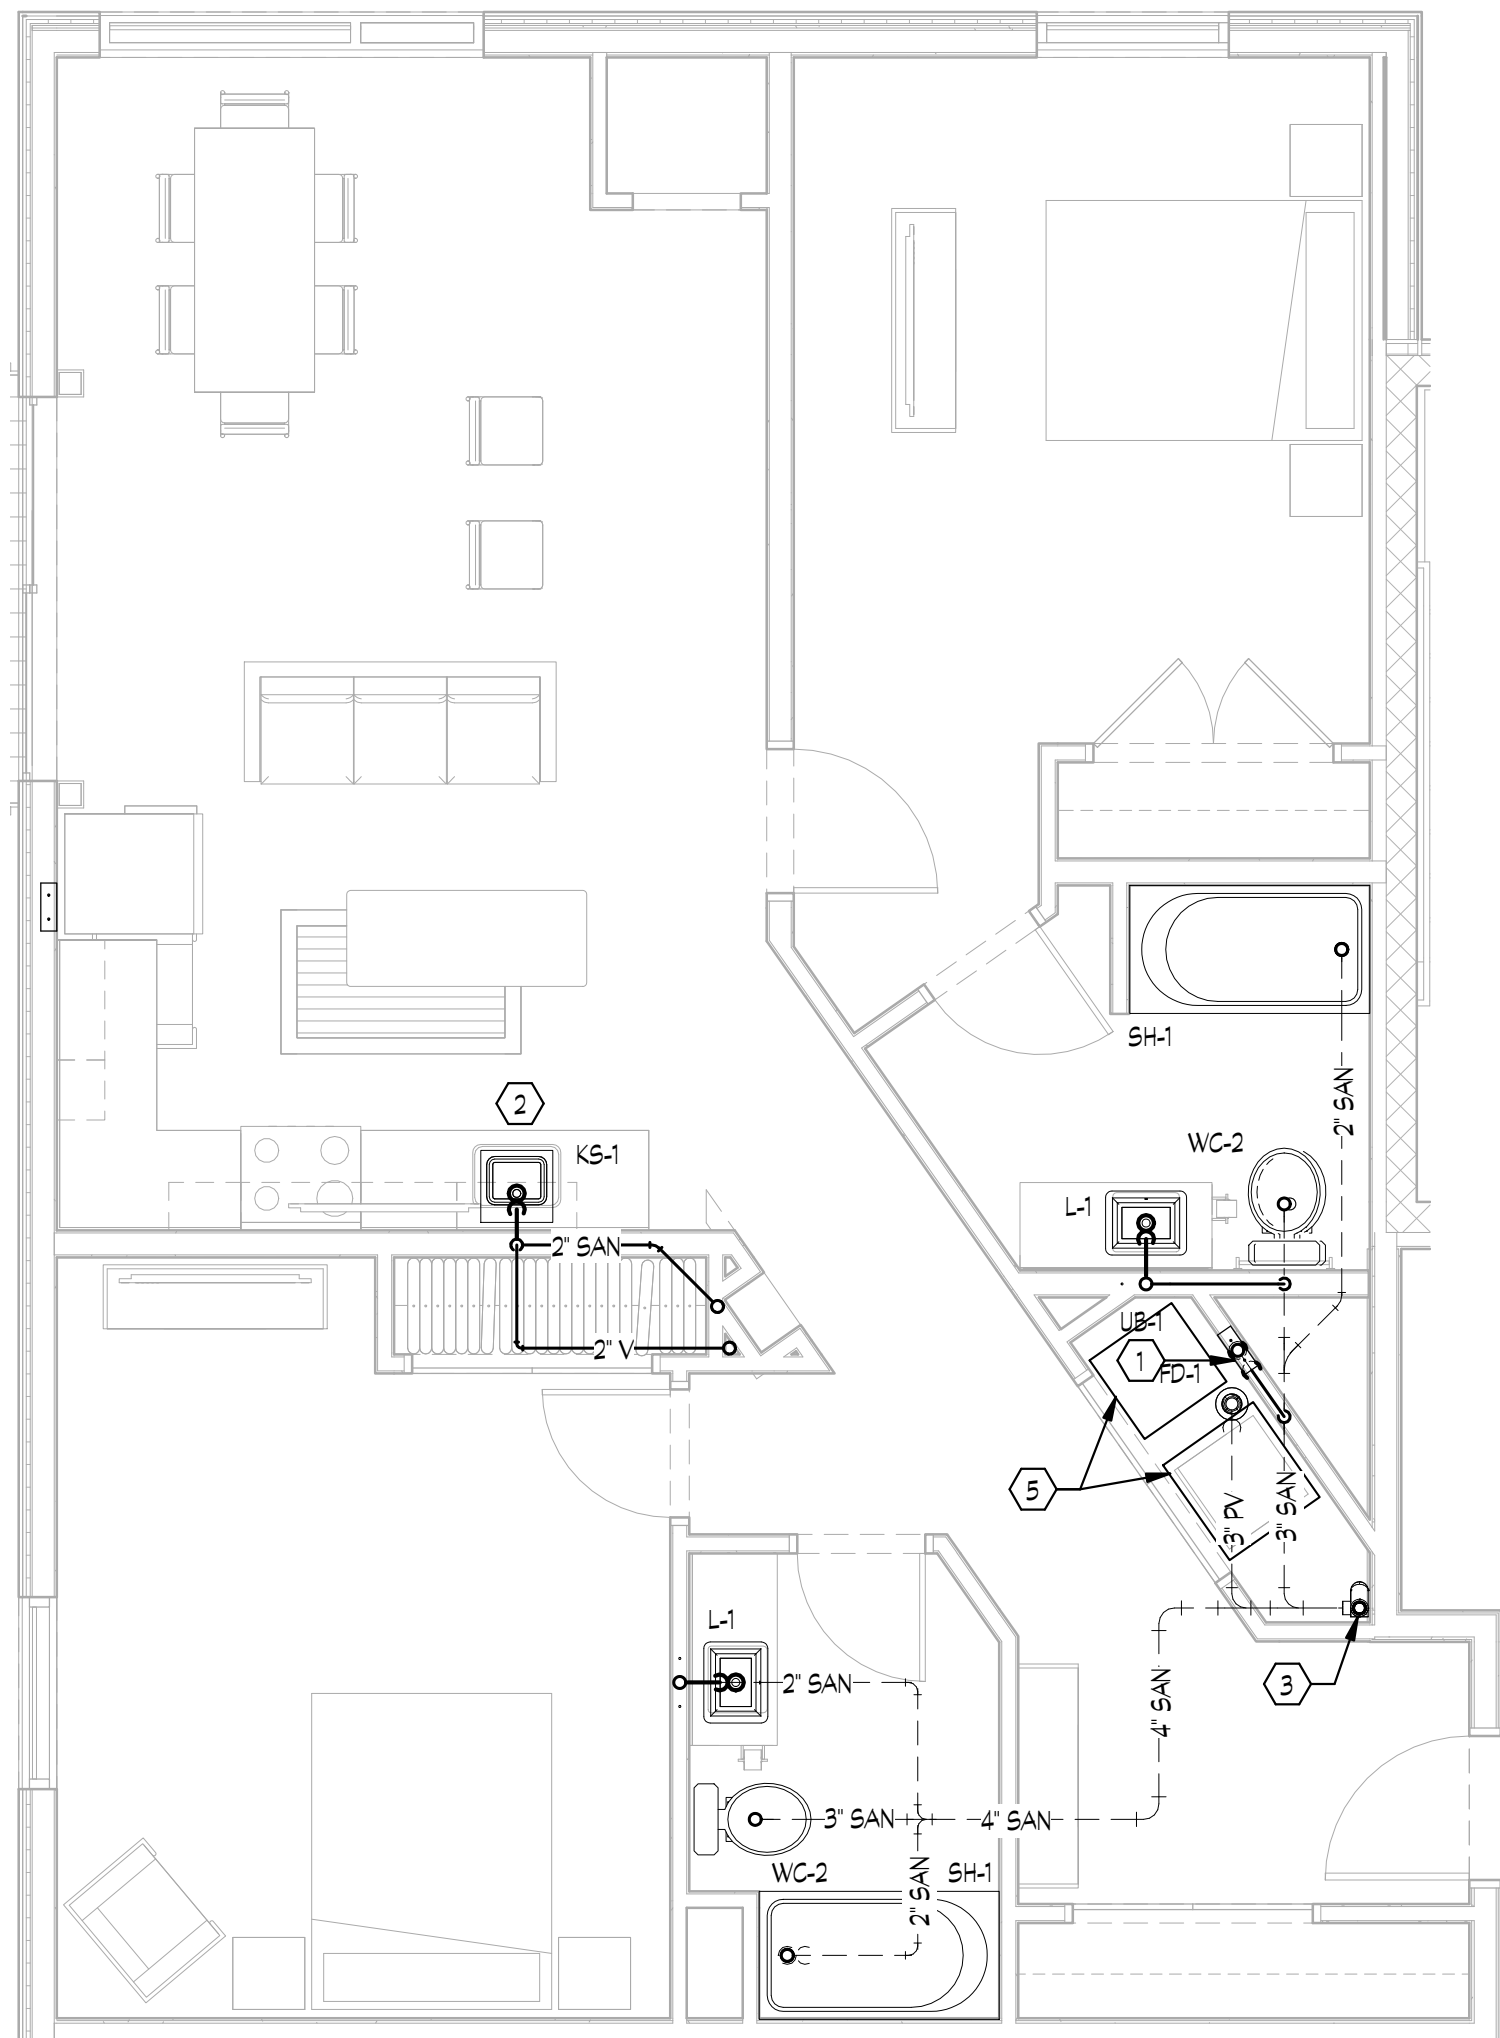 SH-1
2" SAN
2
KS-1
WC-2
L-1
2" SAN
UB-1
2" V
1
FD-1
5
3" PV
3" SAN
L-1
3
2" SAN
4" SAN
3" SAN
4" SAN
WC-2
SH-1
2" SAN